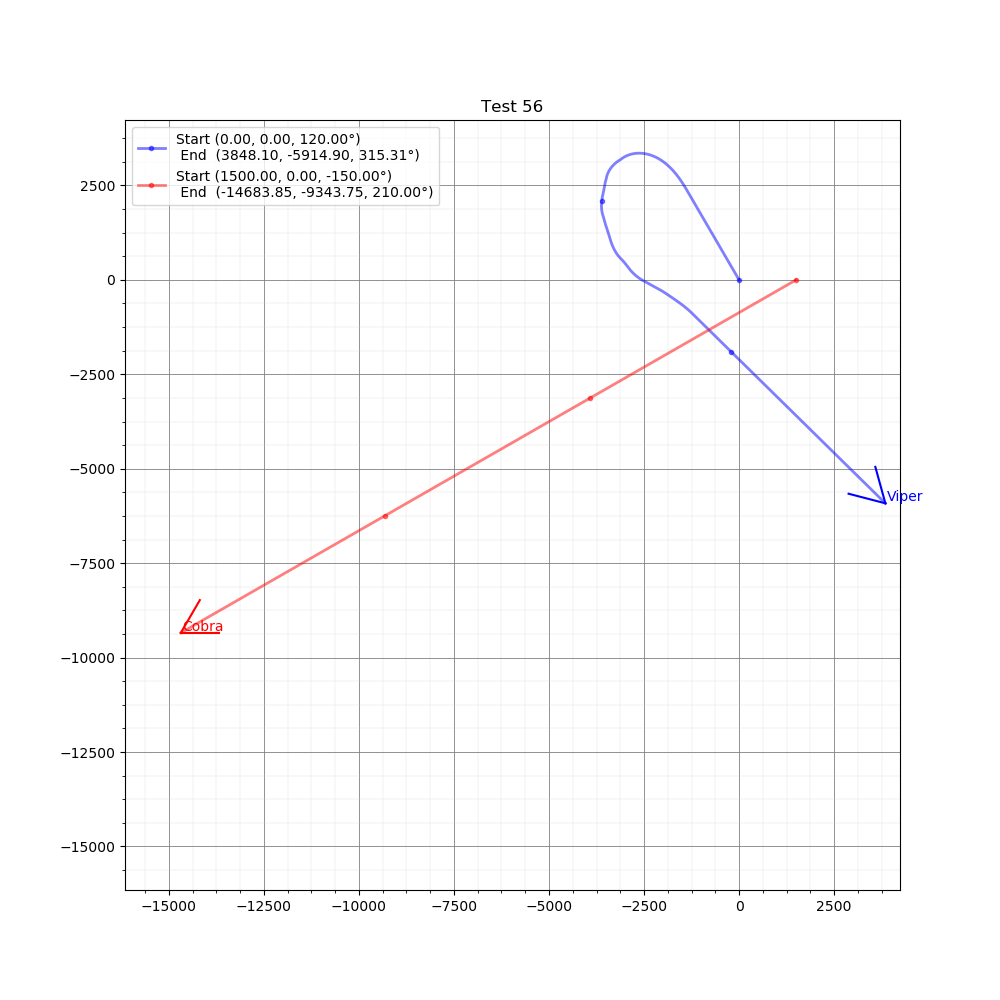 Test 56
Start (0.00, 0.00, 120.00°)
End  (3848.10, -5914.90, 315.31°)
Start (1500.00, 0.00, -150.00°)
End  (-14683.85, -9343.75, 210.00°)
2500
0
−2500
−5000
−7500
−10000
−12500
−15000
Viper
Cobra
−15000 −12500 −10000 −7500 −5000 −2500 0 2500